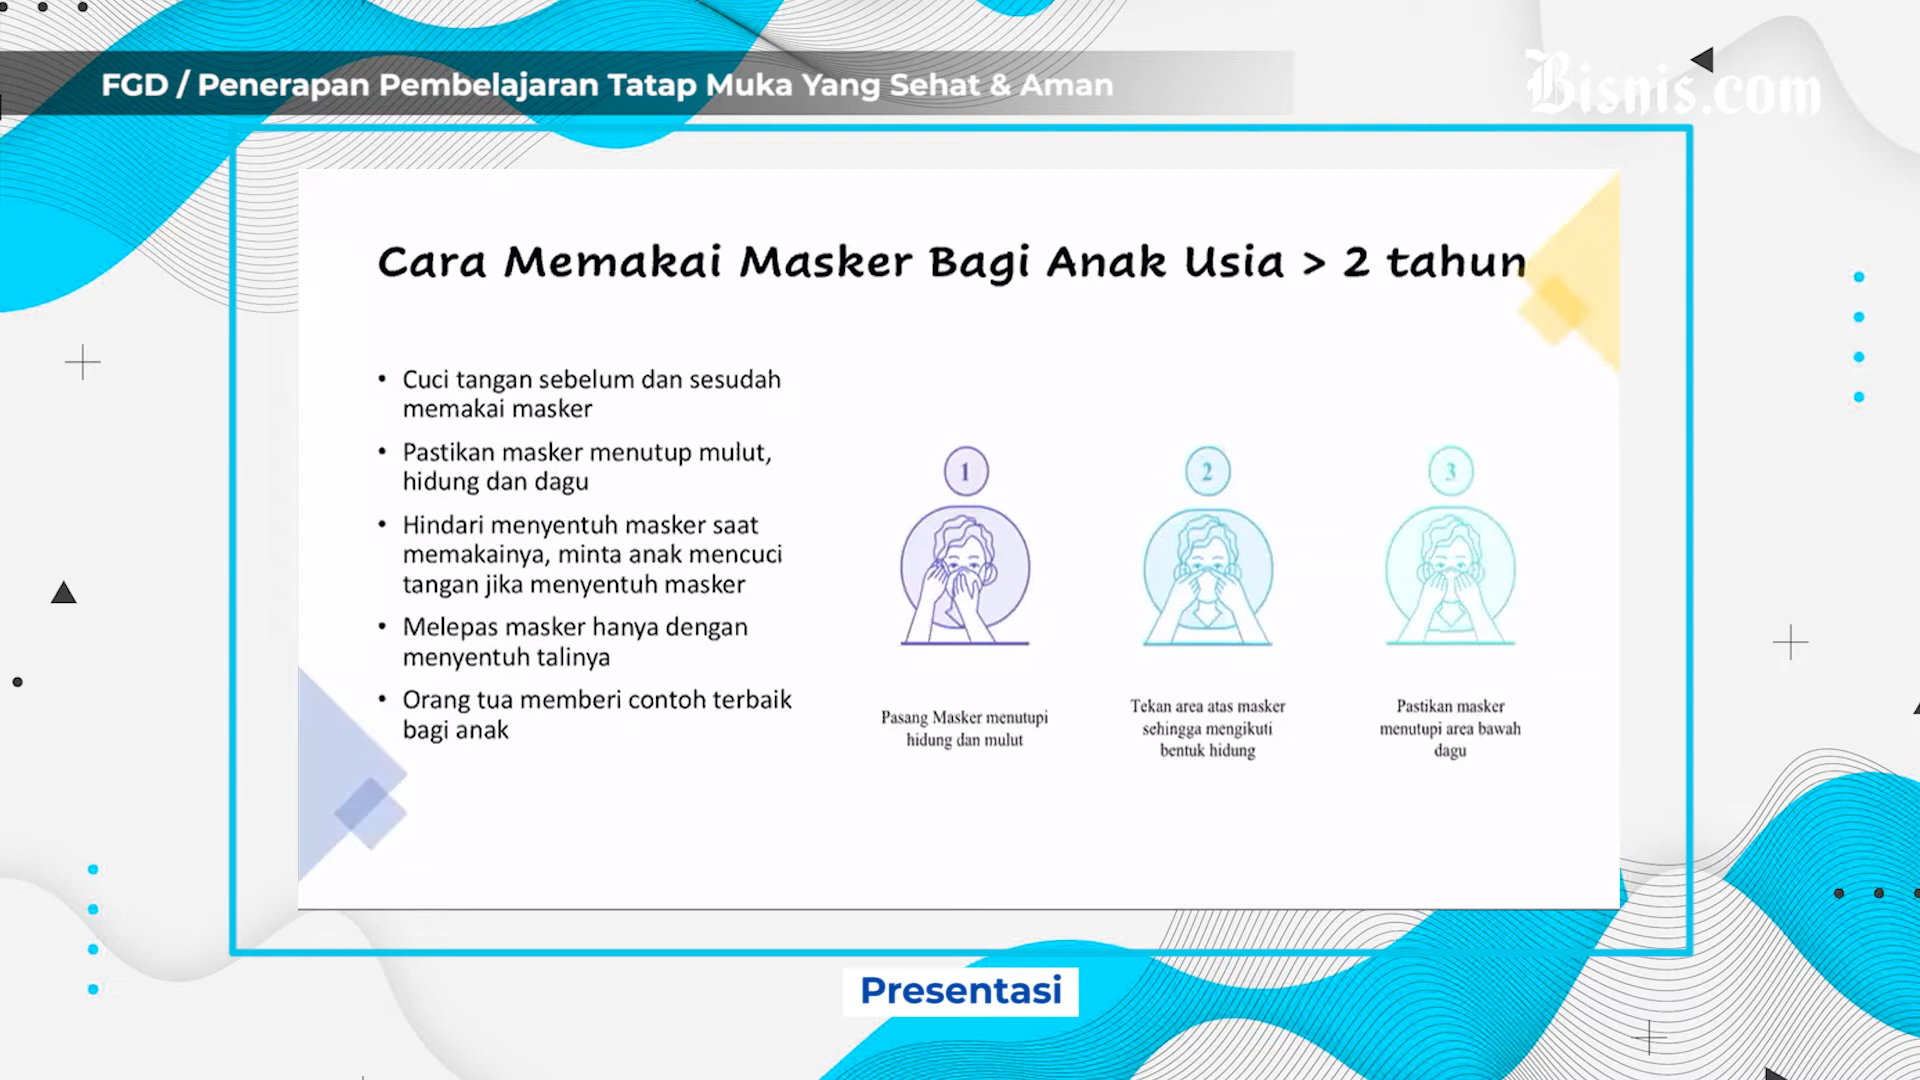 FGD / Penerapan Pembelajaran Tatap Muka Yang Sehat & Aman
Bisnis.com
Cara Memakai Masker Bagi Anak Usia > 2 tahun
• Cuci tangan sebelum dan sesudah
memakai masker
• Pastikan masker menutup mulut,
hidung dan dagu
• Hindari menyentuh masker saat
memakainya, minta anak mencuci
tangan jika menyentuh masker
• Melepas masker hanya dengan
menyentuh talinya
• Orang tua memberi contoh terbaik
bagi anak
1
Pasang Masker menutupi
hidung dan mulut
2
Tekan area atas masker
sehingga mengikuti
bentuk hidung
3
Pastikan masker
menutupi area bawah
dagu
Presentasi